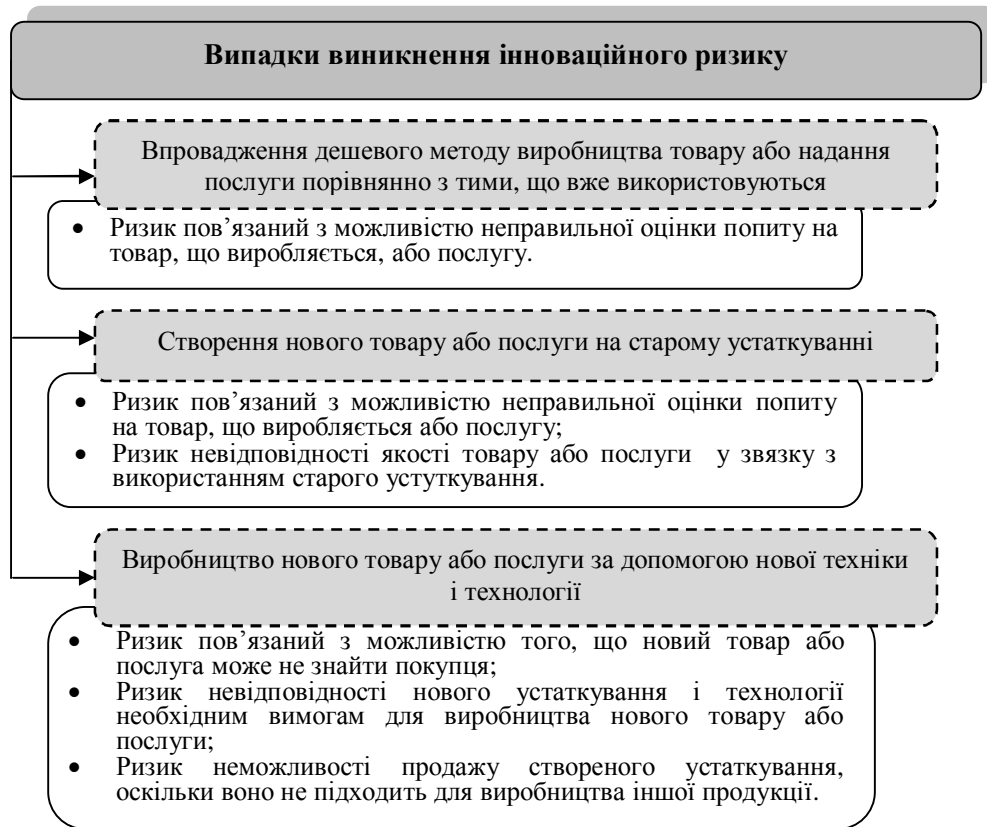 Випадки виникнення інноваційного ризику
Впровадження дешевого методу виробництва товару або надання
послуги порівнянно з тими, що вже використовуються
• Ризик пов’язаний з можливістю неправильної оцінки попиту на
товар, що виробляється, або послугу.
Створення нового товару або послуги на старому устаткуванні
• Ризик пов’язаний з можливістю неправильної оцінки попиту
на товар, що виробляється або послугу;
• Ризик невідповідності якості товару або послуги у звязку з
використанням старого устуткування.
Виробництво нового товару або послуги за допомогою нової техніки
і технології
• Ризик пов’язаний з можливістю того, що новий товар або
послуга може не знайти покупця;
• Ризик невідповідності нового устаткування і технології
необхідним вимогам для виробництва нового товару або
послуги;
• Ризик неможливості продажу створеного устаткування,
оскільки воно не підходить для виробництва іншої продукції.